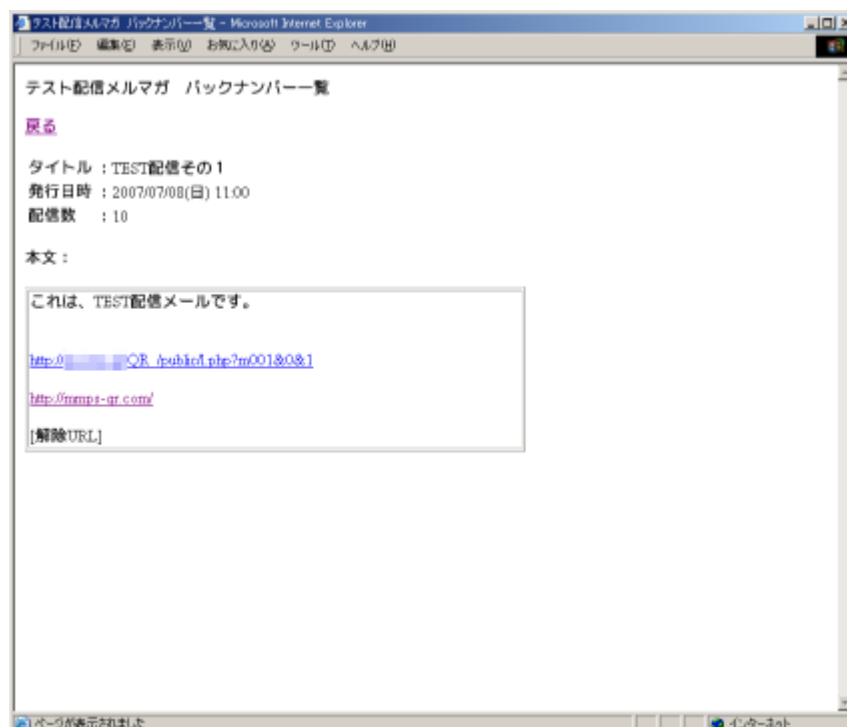 テスト配信メルマガ バックナンバー一覧 - Microsoft Internet Explorer
ファイル(F) 編集(E) 表示(V) お気に入り(A) ツール(T) ヘルプ(H)
テスト配信メルマガ　バックナンバー一覧
戻る
タイトル : TEST配信その１
発行日時 : 2007/07/08(日) 11:00
配信数 : 10
本文：
これは、TEST配信メールです。
http:// QR_/public/l.php?m001&0&1
http://mmps-qr.com/
[解除URL]
ページが表示されました インターネット